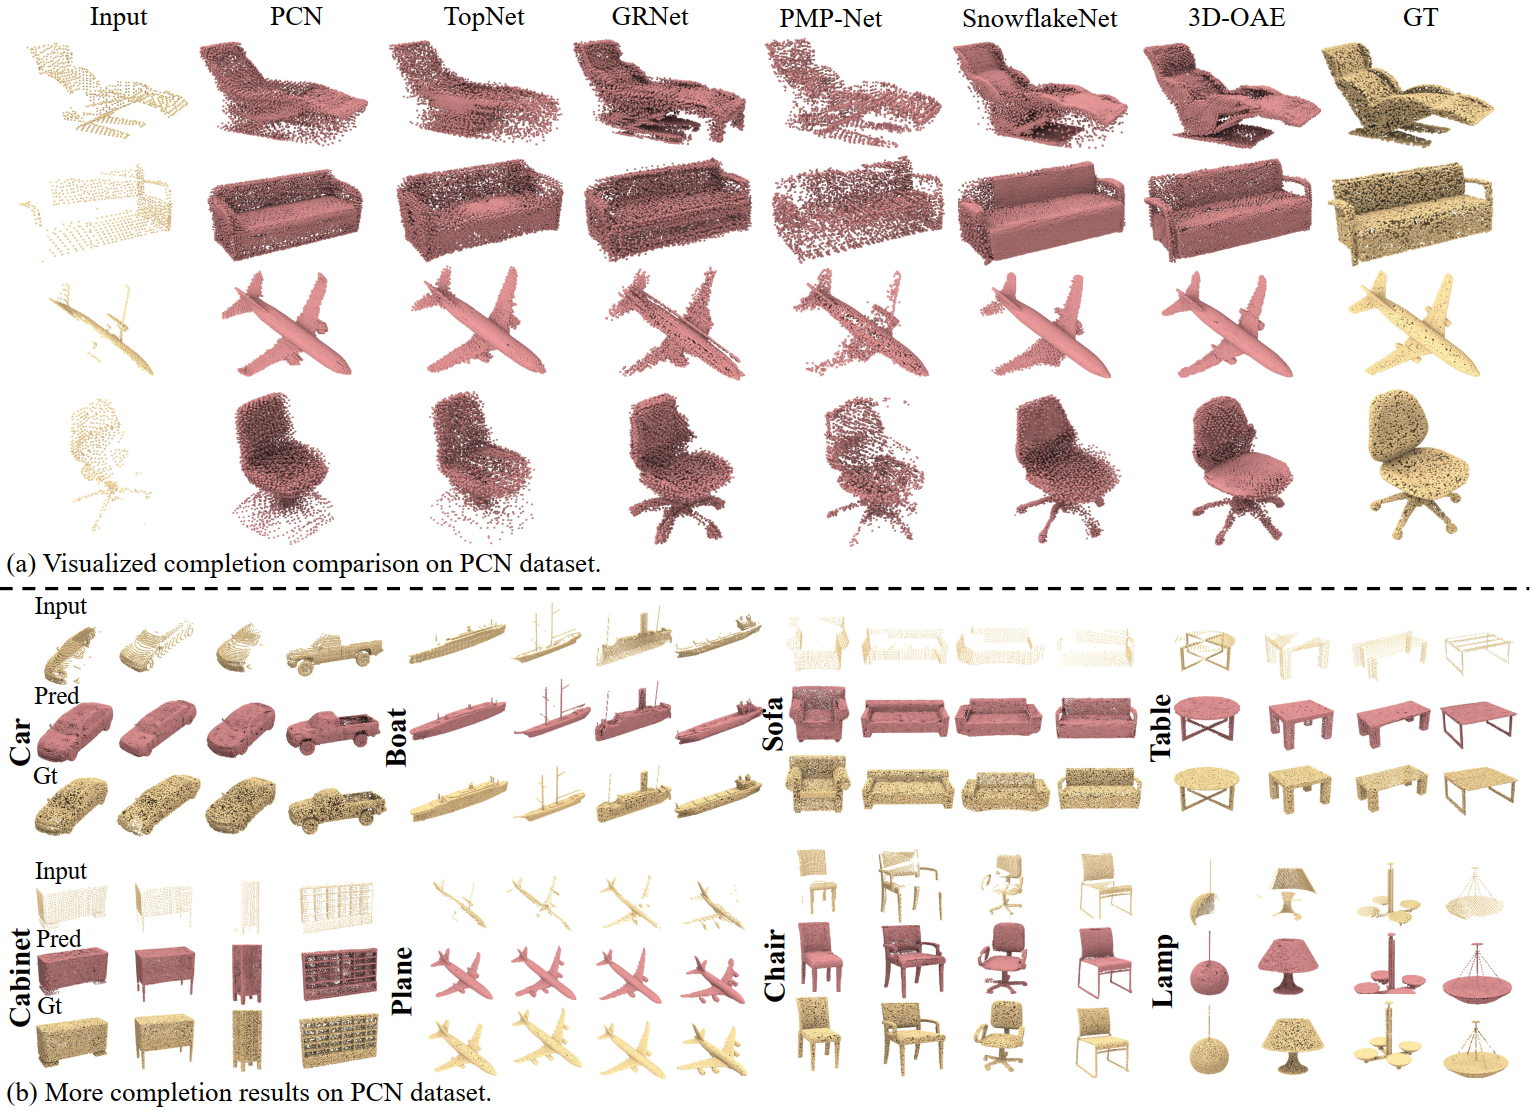 Input PCN TopNet GRNet PMP-Net SnowflakeNet 3D-OAE GT
(a) Visualized completion comparison on PCN dataset.
Input
Pred
Gt
Car
Boat
Sofa
Table
Input
Pred
Gt
Cabinet
Plane
Chair
Lamp
(b) More completion results on PCN dataset.